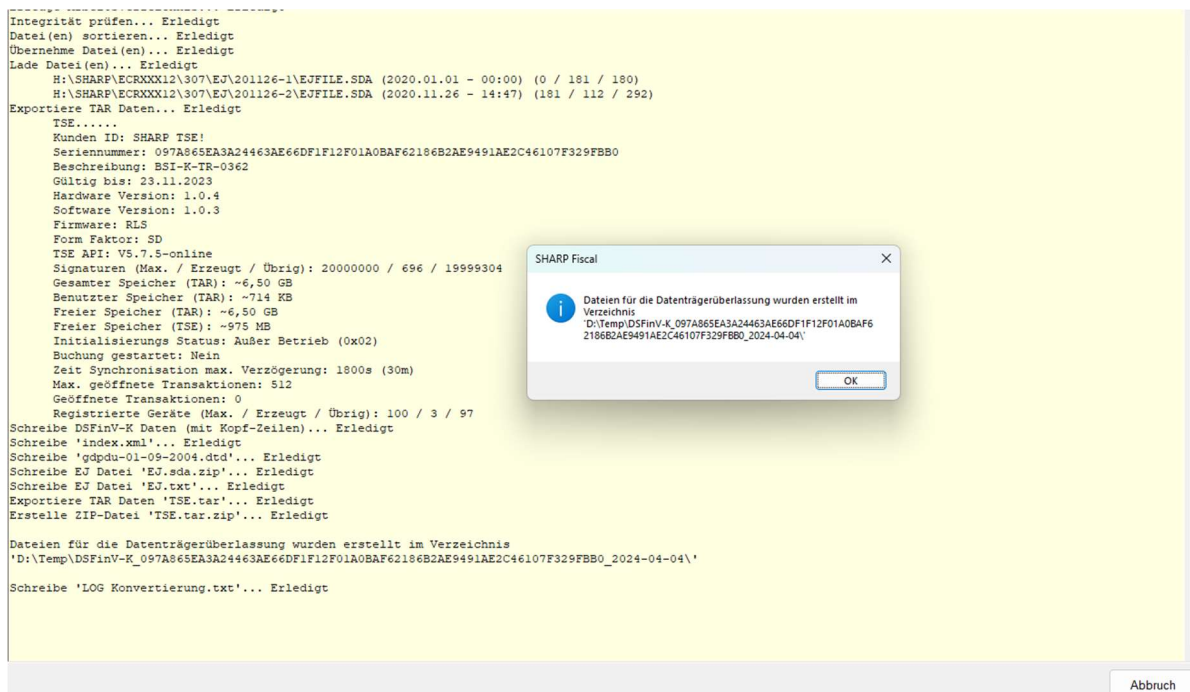 Integrität prüfen... Erledigt
Datei(en) sortieren... Erledigt
Übernehme Datei(en)... Erledigt
Lade Datei(en)... Erledigt
H:\SHARP\ECRXXX12\307\EJ\201126-1\EJFILE.SDA (2020.01.01 - 00:00) (0 / 181 / 180)
H:\SHARP\ECRXXX12\307\EJ\201126-2\EJFILE.SDA (2020.11.26 - 14:47) (181 / 112 / 292)
Exportiere TAR Daten... Erledigt
TSE......
Kunden ID: SHARP TSE!
Seriennummer: 097A865EA3A24463AE66DF1F12F01A0BAF62186B2AE9491AE2C46107F329FBB0
Beschreibung: BSI-K-TR-0362
Gültig bis: 23.11.2023
Hardware Version: 1.0.4
Software Version: 1.0.3
Firmware: RLS
Form Faktor: SD
TSE API: V5.7.5-online
Signaturen (Max. / Erzeugt / Übrig): 20000000 / 696 / 19999304
Gesamter Speicher (TAR): ~6,50 GB
Benutzter Speicher (TAR): ~714 KB
Freier Speicher (TAR): ~6,50 GB
Freier Speicher (TSE): ~975 MB
Initialisierungs Status: Außer Betrieb (0x02)
Buchung gestartet: Nein
Zeit Synchronisation max. Verzögerung: 1800s (30m)
Max. geöffnete Transaktionen: 512
Geöffnete Transaktionen: 0
Registrierte Geräte (Max. / Erzeugt / Übrig): 100 / 3 / 97
Schreibe DSFinV-K Daten (mit Kopf-Zeilen)... Erledigt
Schreibe 'index.xml'... Erledigt
Schreibe 'gdpdu-01-09-2004.dtd'... Erledigt
Schreibe EJ Datei 'EJ.sda.zip'... Erledigt
Schreibe EJ Datei 'EJ.txt'... Erledigt
Exportiere TAR Daten 'TSE.tar'... Erledigt
Erstelle ZIP-Datei 'TSE.tar.zip'... Erledigt
Dateien für die Datenträgerüberlassung wurden erstellt im Verzeichnis
'D:\Temp\DSFinV-K_097A865EA3A24463AE66DF1F12F01A0BAF62186B2AE9491AE2C46107F329FBB0_2024-04-04\'
Schreibe 'LOG Konvertierung.txt'... Erledigt
SHARP Fiscal
Dateien für die Datenträgerüberlassung wurden erstellt im
Verzeichnis
'D:\Temp\DSFinV-K_097A865EA3A24463AE66DF1F12F01A0BAF6
2186B2AE9491AE2C46107F329FBB0_2024-04-04\'
OK
Abbruch